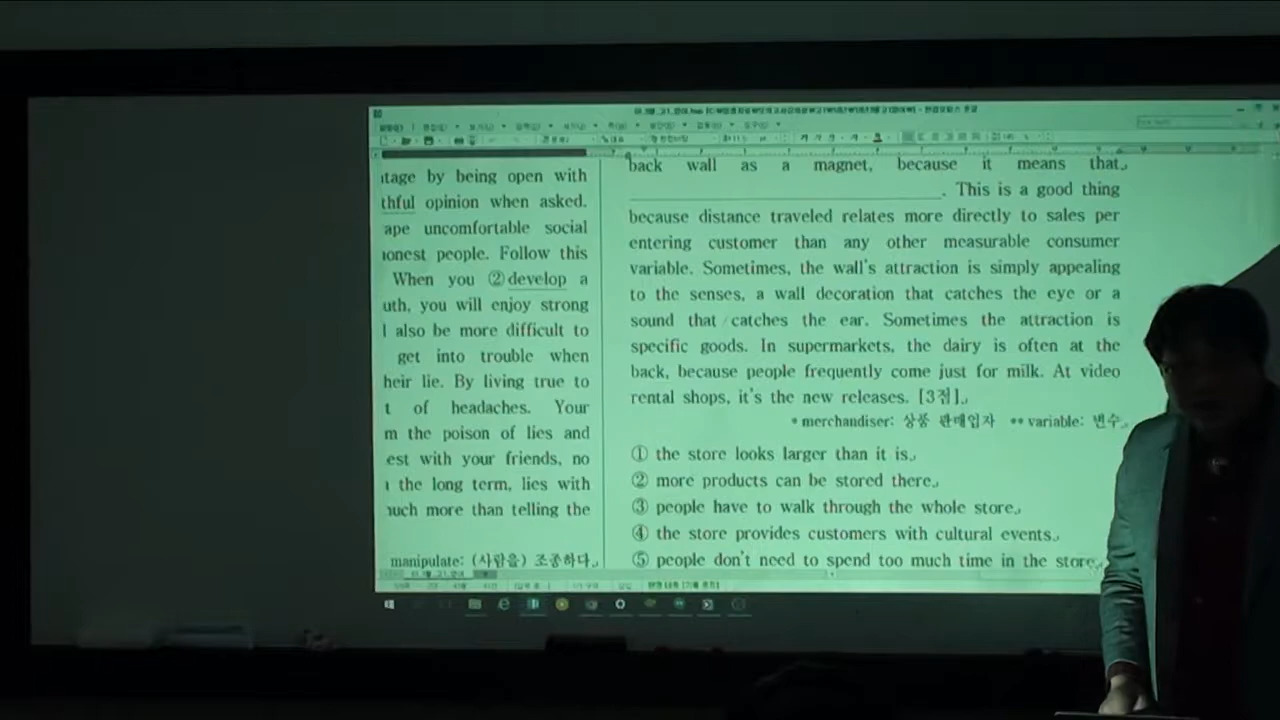 ntage by being open with
thful opinion when asked.
ape uncomfortable social
onest people. Follow this
When you ②develop a
uth, you will enjoy strong
l also be more difficult to
get into trouble when
heir lie. By living true to
t of headaches. Your
m the poison of lies and
est with your friends, no
the long term, lies with
nuch more than telling the
manipulate: (사람을) 조종하다
back wall as a magnet, because it means that
. This is a good thing
because distance traveled relates more directly to sales per
entering customer than any other measurable consumer
variable. Sometimes, the wall's attraction is simply appealing
to the senses, a wall decoration that catches the eye or a
sound that catches the ear. Sometimes the attraction is
specific goods. In supermarkets, the dairy is often at the
back, because people frequently come just for milk. At video
rental shops, it's the new releases. [3점]
* merchandiser: 상품 판매업자 ** variable: 변수
① the store looks larger than it is
② more products can be stored there
③ people have to walk through the whole store
④ the store provides customers with cultural events
⑤ people don't need to spend too much time in the store